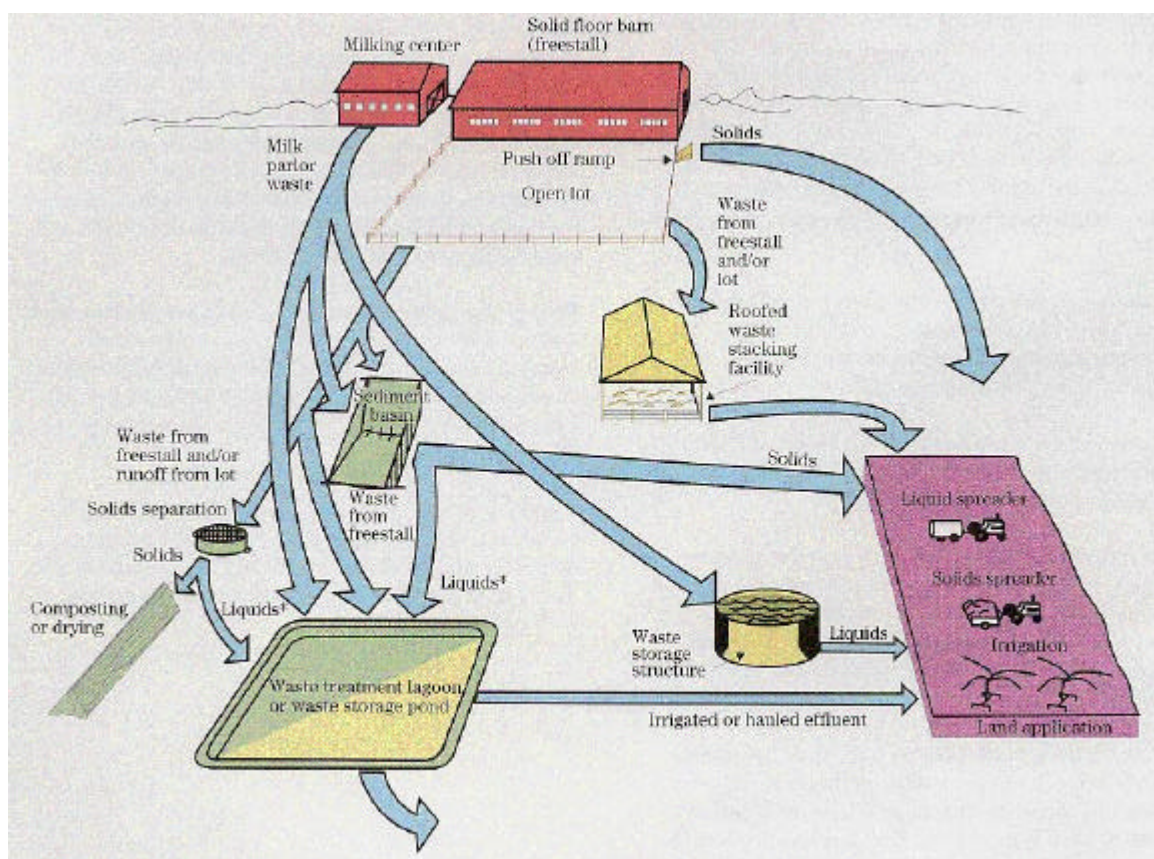 Solid floor barn
(freestall)
Milking center
Solids
Milk
parlor
waste
Push off ramp
Open lot
Waste
from
freestall
and/or
lot
Roofed
waste
stacking
facility
Sediment
basin
Waste from
freestall and/or
runoff from lot
Solids
Liquid spreader
Waste
from
freestall
Solids separation
Solids
Liquids*
Liquids*
Composting
or drying
Solids spreader
Waste
storage
structure
Liquids
Irrigation
Waste treatment lagoon
or waste storage pond
Irrigated or hauled effluent
Land application